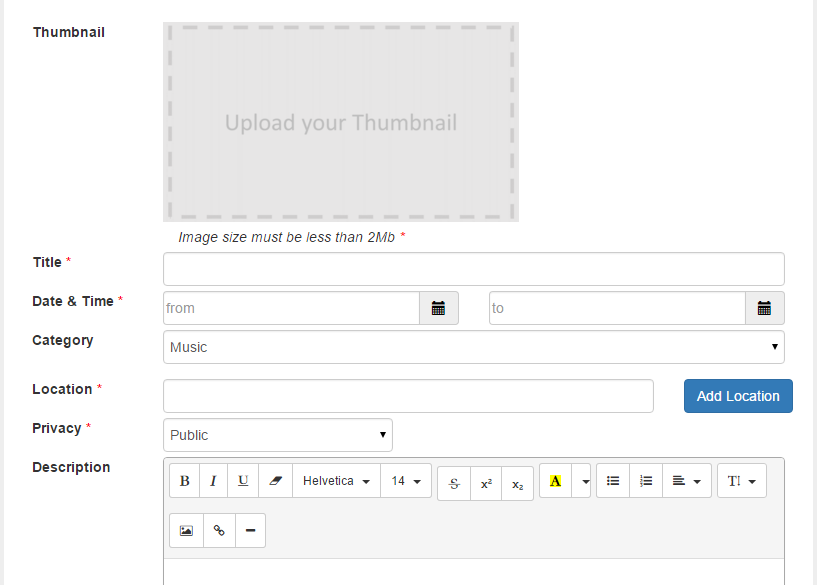 Thumbnail
Upload your Thumbnail
Image size must be less than 2Mb *
Title *
Date & Time * from to
Category Music
Location * Add Location
Privacy * Public
Description
B I U Helvetica 14 S x² x₂ A TI